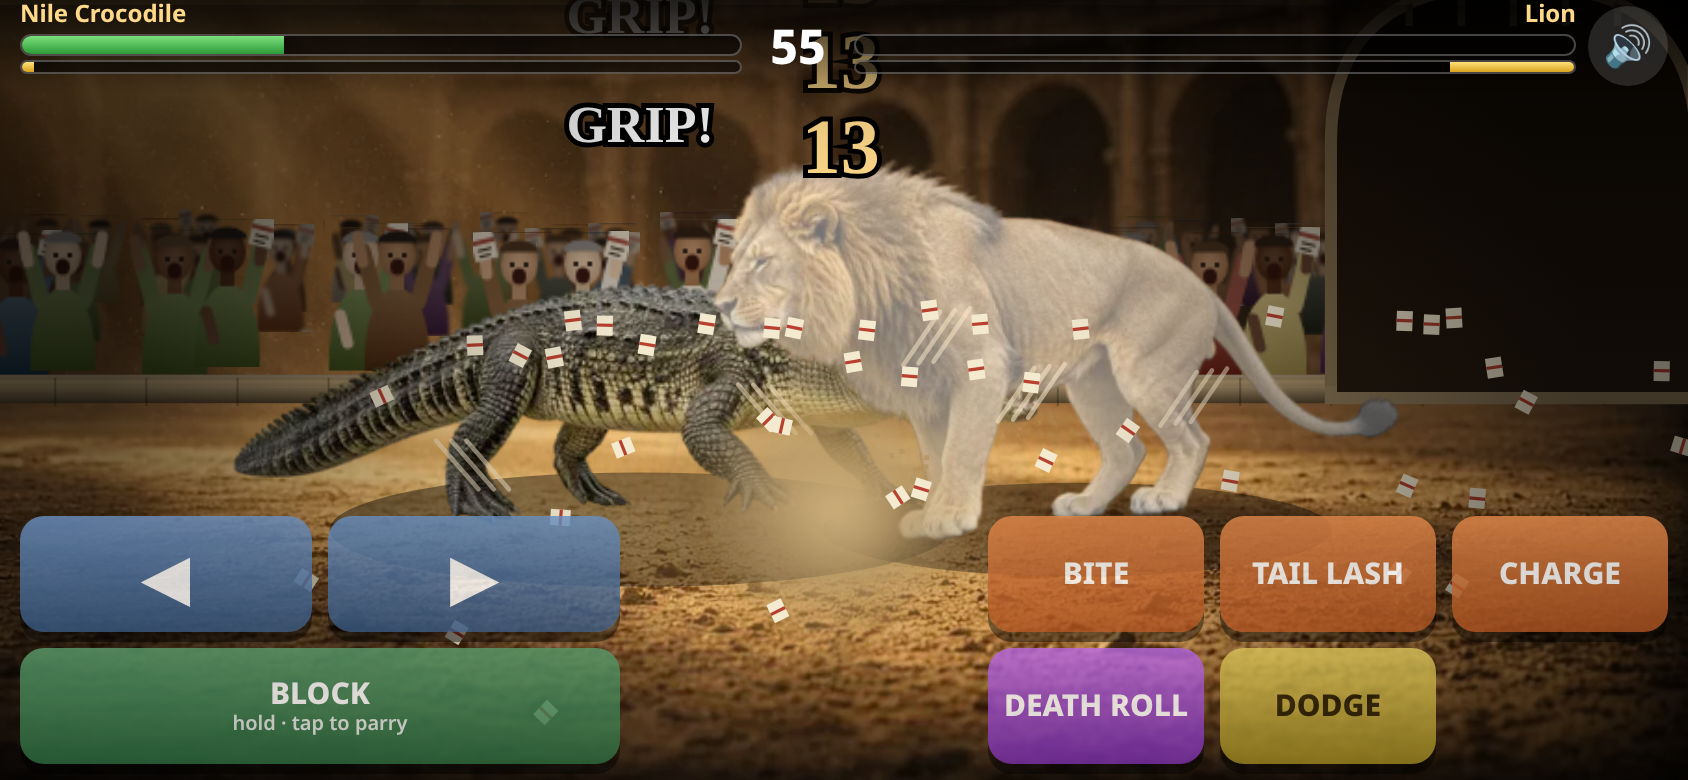 GRIP!
13
Nile Crocodile
Lion
55
13
GRIP!
13
BITE
TAIL LASH
CHARGE
BLOCK
hold · tap to parry
DEATH ROLL
DODGE